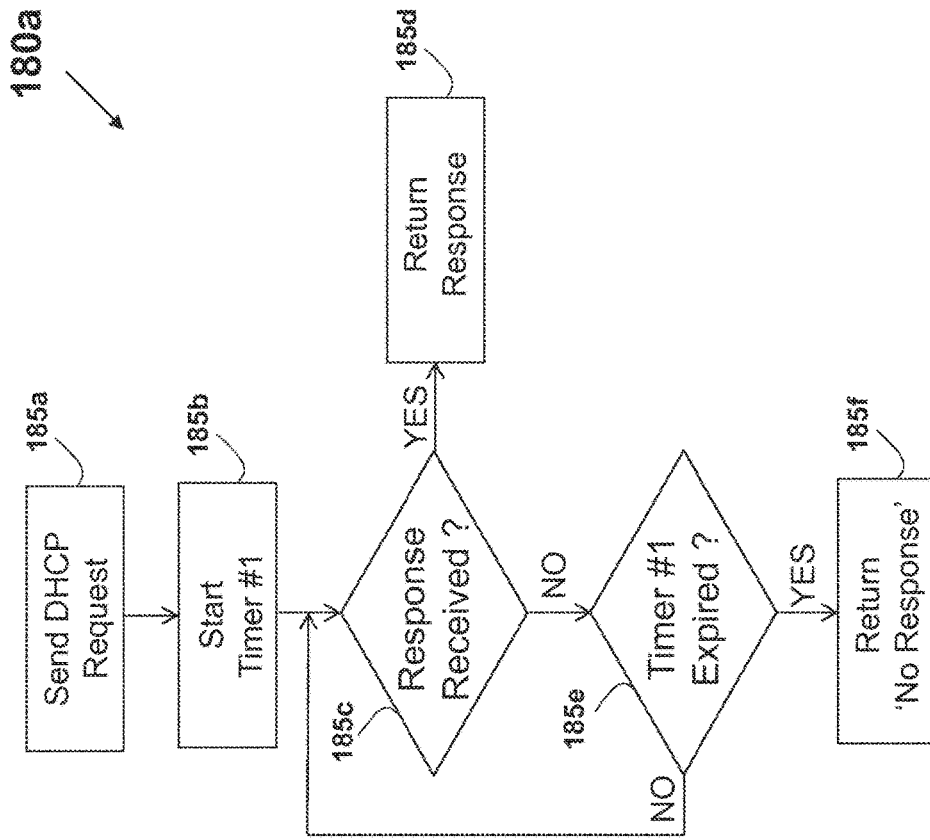 180a
185a
Send DHCP
Request
185b
Start
Timer #1
185c
Response
Received ?
YES
185d
Return
Response
NO
185e
Timer #1
Expired ?
NO
YES
185f
Return
'No Response'